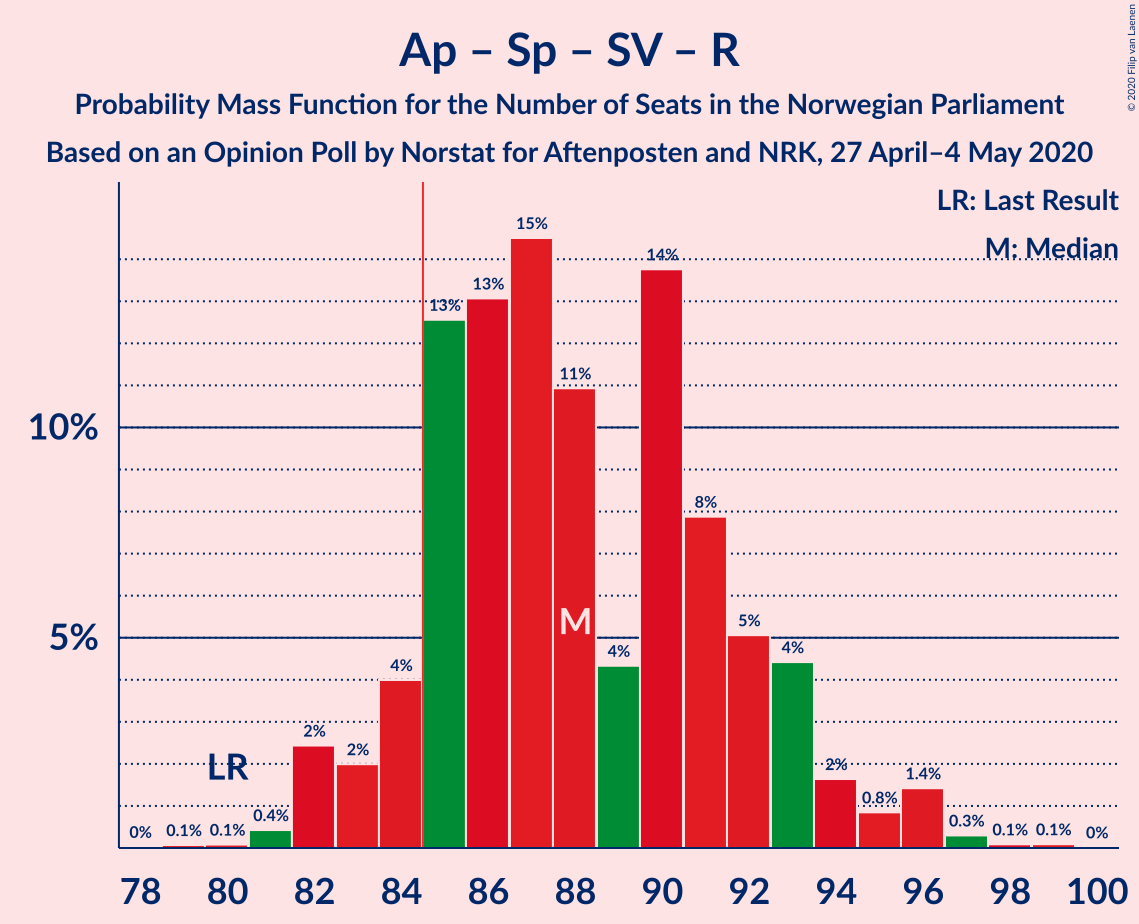 Ap – Sp – SV – R
Probability Mass Function for the Number of Seats in the Norwegian Parliament
Based on an Opinion Poll by Norstat for Aftenposten and NRK, 27 April–4 May 2020
© 2020 Filip van Laenen
LR: Last Result
M: Median
15%
14%
13%
13%
11%
10%
8%
5%
5%
M
4%
4%
4%
2%
2%
LR
2%
1.4%
0.8%
0.4%
0.3%
0% 0.1% 0.1% 0.1% 0.1% 0%
78 80 82 84 86 88 90 92 94 96 98 100